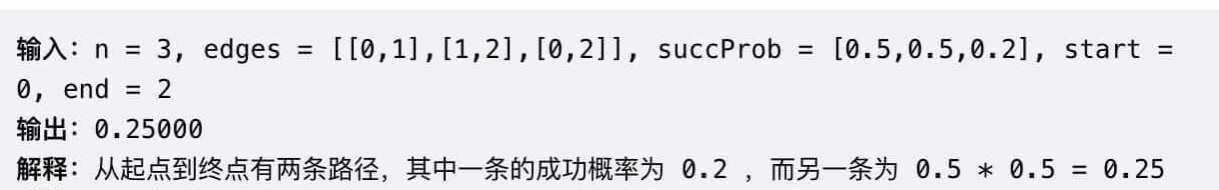 输入：n = 3, edges = [[0,1],[1,2],[0,2]], succProb = [0.5,0.5,0.2], start =
0, end = 2
输出：0.25000
解释：从起点到终点有两条路径，其中一条的成功概率为 0.2 ，而另一条为 0.5 * 0.5 = 0.25